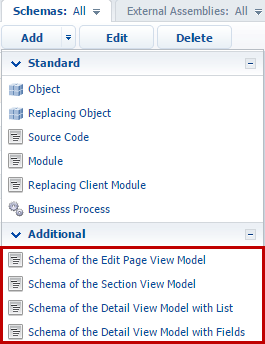 Schemas: All External Assemblies: All
Add Edit Delete
Standard
Object
Replacing Object
Source Code
Module
Replacing Client Module
Business Process
Additional
Schema of the Edit Page View Model
Schema of the Section View Model
Schema of the Detail View Model with List
Schema of the Detail View Model with Fields